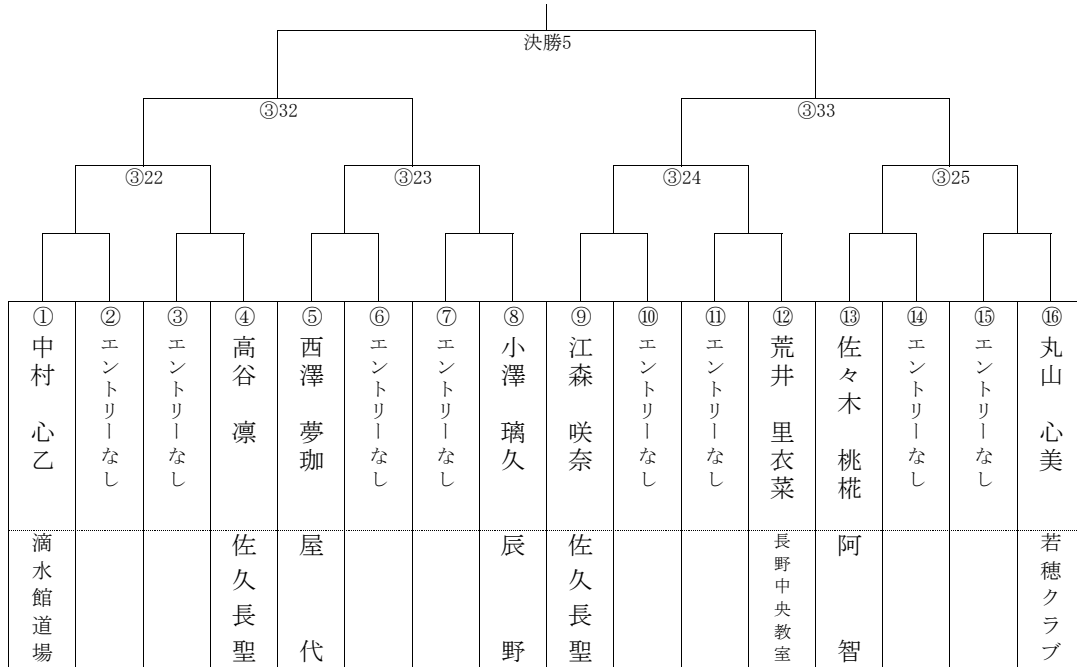 決勝5
③32
③33
③22
③23
③24
③25
① 中村 心乙 滴水館道場
② エントリーなし
③ エントリーなし
④ 高谷 凛 佐久長聖
⑤ 西澤 夢珈 屋代
⑥ エントリーなし
⑦ エントリーなし
⑧ 小澤 璃久 辰野
⑨ 江森 咲奈 佐久長聖
⑩ エントリーなし
⑪ エントリーなし
⑫ 荒井 里衣菜 長野中央教室
⑬ 佐々木 桃椛 阿智
⑭ エントリーなし
⑮ エントリーなし
⑯ 丸山 心美 若穂クラブ